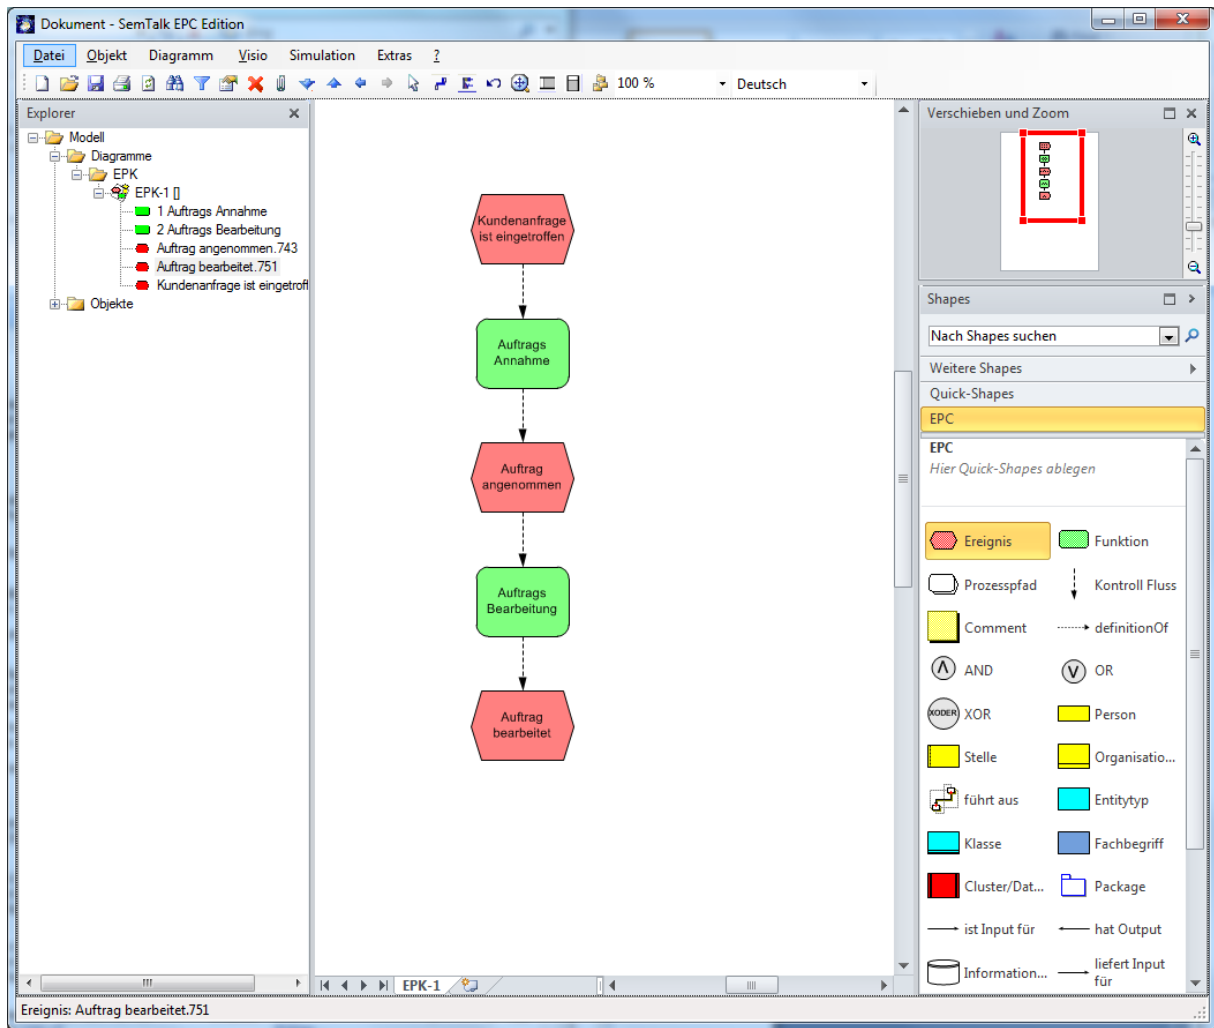 Dokument - SemTalk EPC Edition
Datei Objekt Diagramm Visio Simulation Extras ?
100 % Deutsch
Explorer
Modell
Diagramme
EPK
EPK-1 []
1 Auftrags Annahme
2 Auftrags Bearbeitung
Auftrag angenommen.743
Auftrag bearbeitet.751
Kundenanfrage ist eingetroff
Objekte
Kundenanfrage
ist eingetroffen
Auftrags
Annahme
Auftrag
angenommen
Auftrags
Bearbeitung
Auftrag
bearbeitet
EPK-1
Verschieben und Zoom
Shapes
Nach Shapes suchen
Weitere Shapes
Quick-Shapes
EPC
EPC
Hier Quick-Shapes ablegen
Ereignis Funktion
Prozesspfad Kontroll Fluss
Comment definitionOf
AND OR
XODER XOR Person
Stelle Organisatio...
führt aus Entitytyp
Klasse Fachbegriff
Cluster/Dat... Package
ist Input für hat Output
Information... liefert Input
für
Ereignis: Auftrag bearbeitet.751